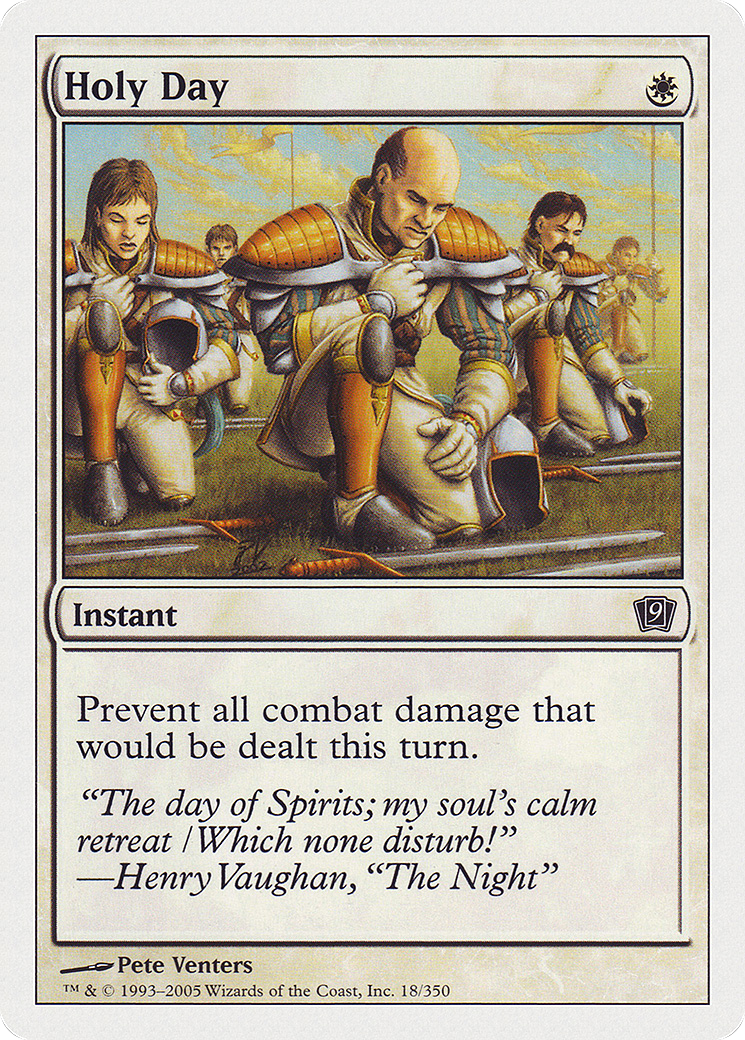 Holy Day
Instant
9
Prevent all combat damage that
would be dealt this turn.
“The day of Spirits; my soul’s calm
retreat / Which none disturb!”
—Henry Vaughan, “The Night”
Pete Venters
™ & © 1993–2005 Wizards of the Coast, Inc. 18/350